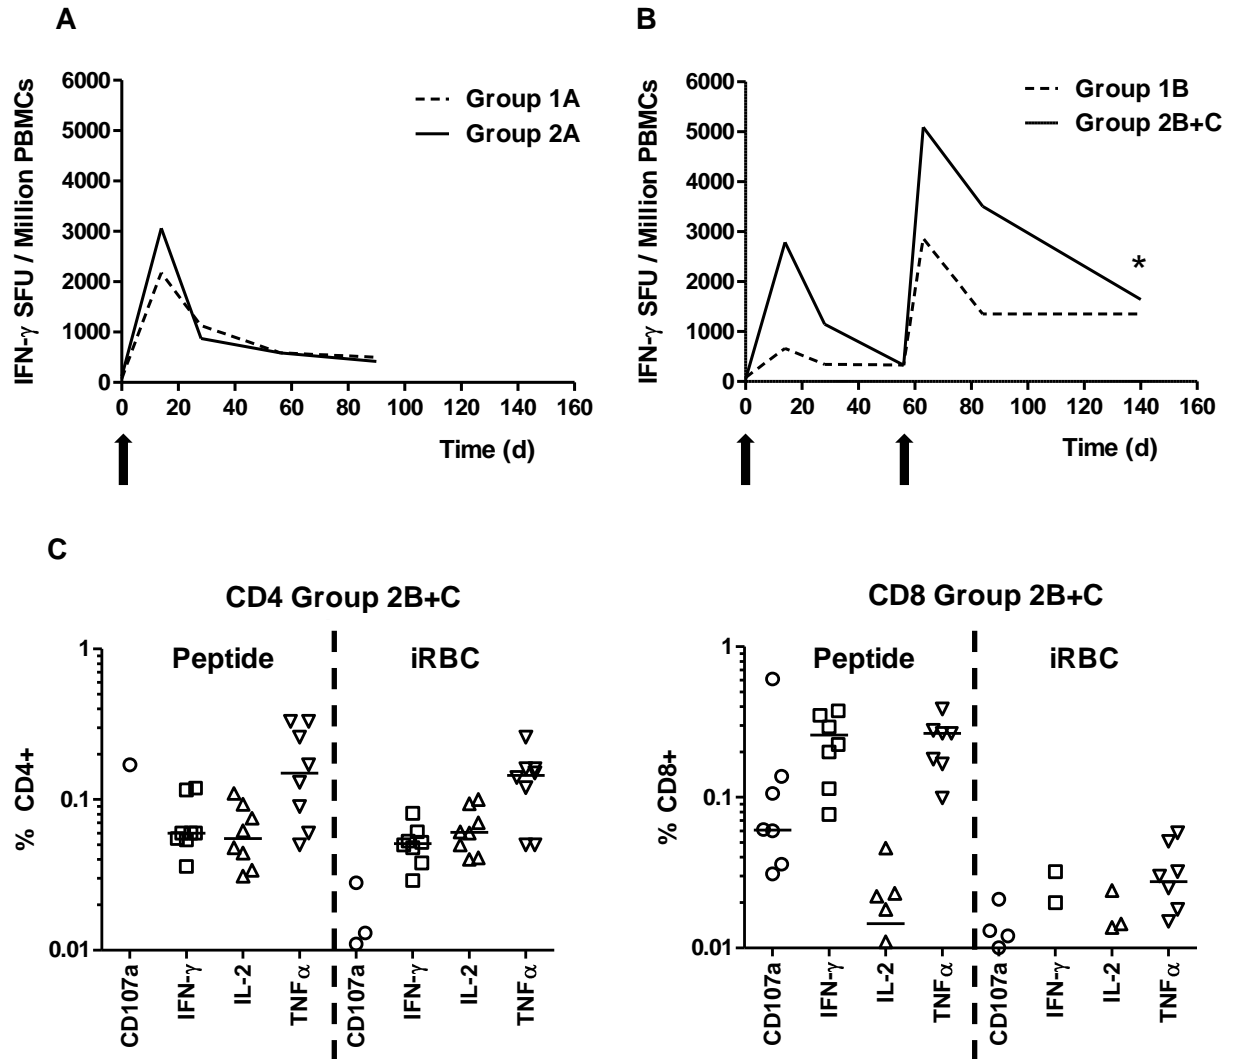 A
IFN-γ SFU / Million PBMCs
6000
5000
4000
3000
2000
1000
0
0 20 40 60 80 100 120 140 160
Time (d)
Group 1A
Group 2A
B
IFN-γ SFU / Million PBMCs
6000
5000
4000
3000
2000
1000
0
0 20 40 60 80 100 120 140 160
Time (d)
Group 1B
Group 2B+C
*
C
CD4 Group 2B+C
Peptide iRBC
% CD4+
1
0.1
0.01
CD107a IFN-γ IL-2 TNFα CD107a IFN-γ IL-2 TNFα
CD8 Group 2B+C
Peptide iRBC
% CD8+
1
0.1
0.01
CD107a IFN-γ IL-2 TNFα CD107a IFN-γ IL-2 TNFα